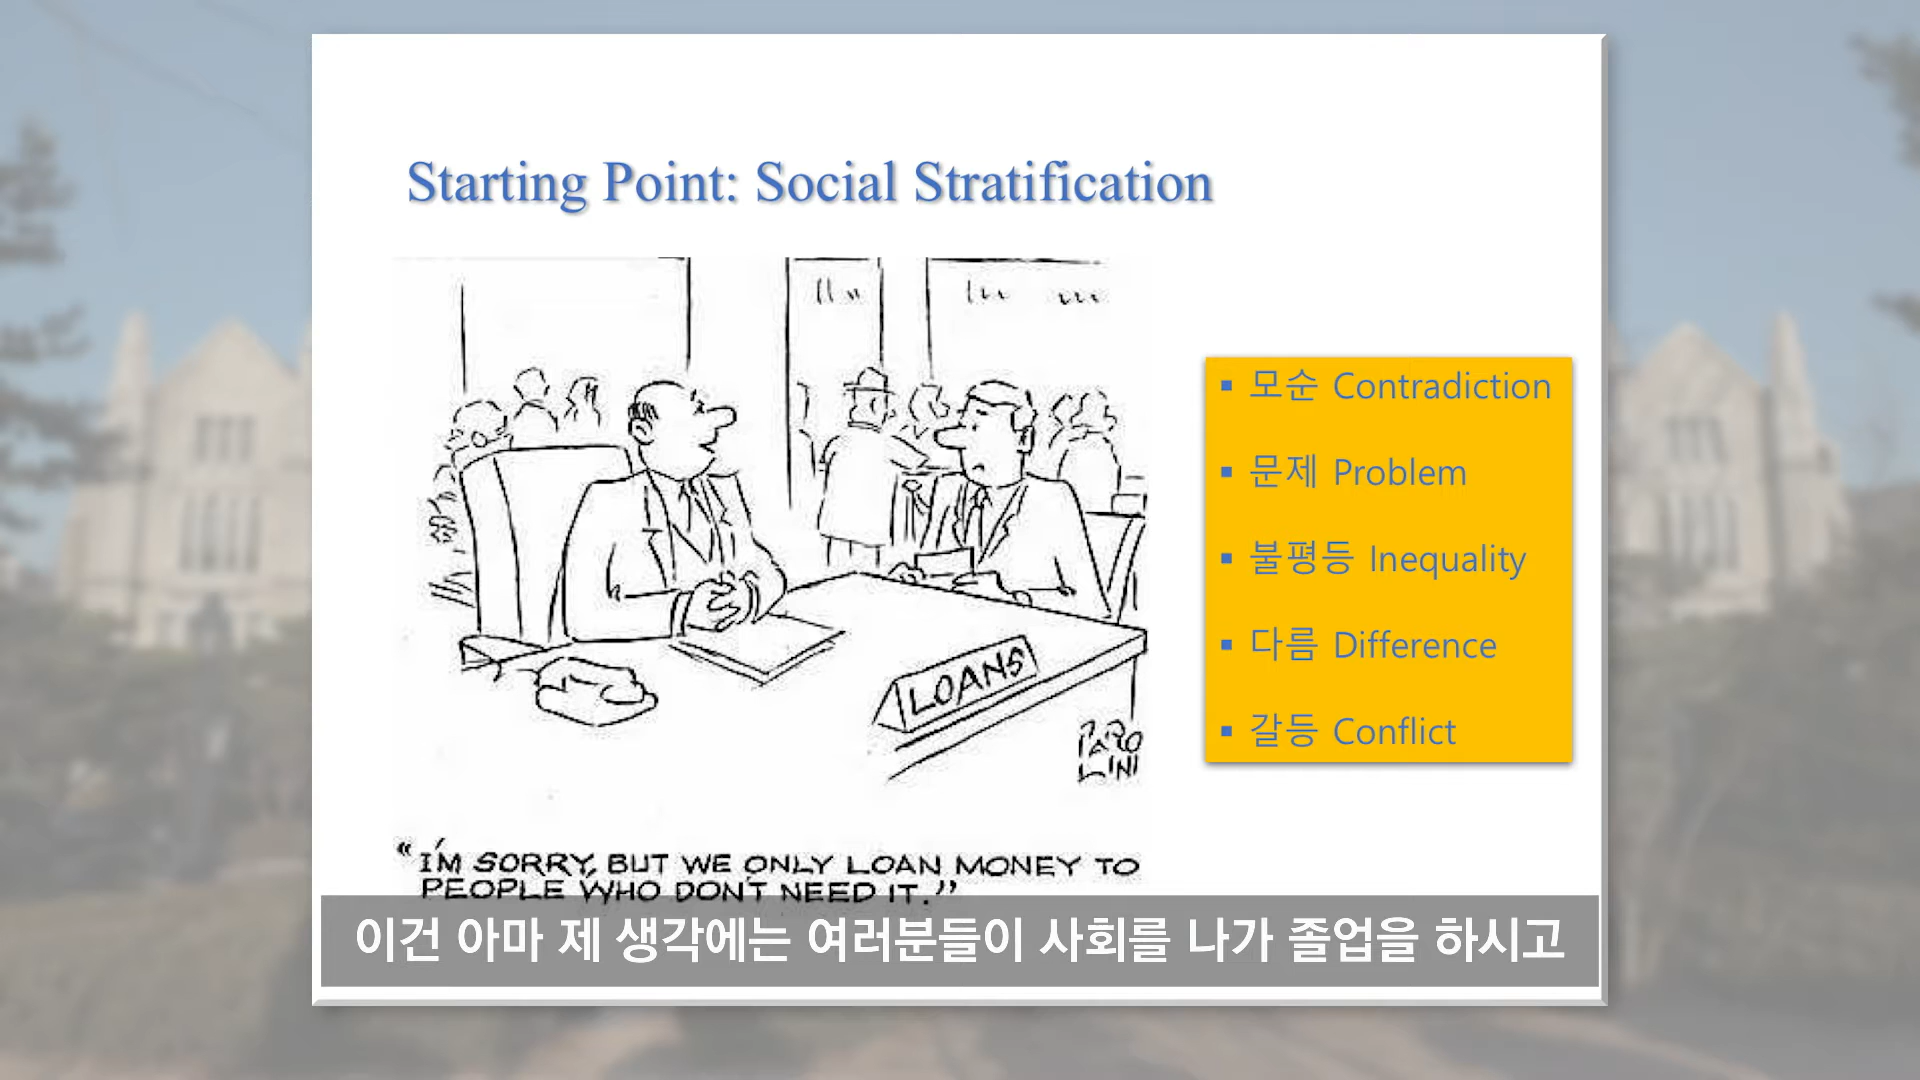 Starting Point: Social Stratification
▪ 모순 Contradiction
▪ 문제 Problem
▪ 불평등 Inequality
▪ 다름 Difference
▪ 갈등 Conflict
LOANS
PARO
LINI
"I'M SORRY, BUT WE ONLY LOAN MONEY TO
PEOPLE WHO DON'T NEED IT."
이건 아마 제 생각에는 여러분들이 사회를 나가 졸업을 하시고